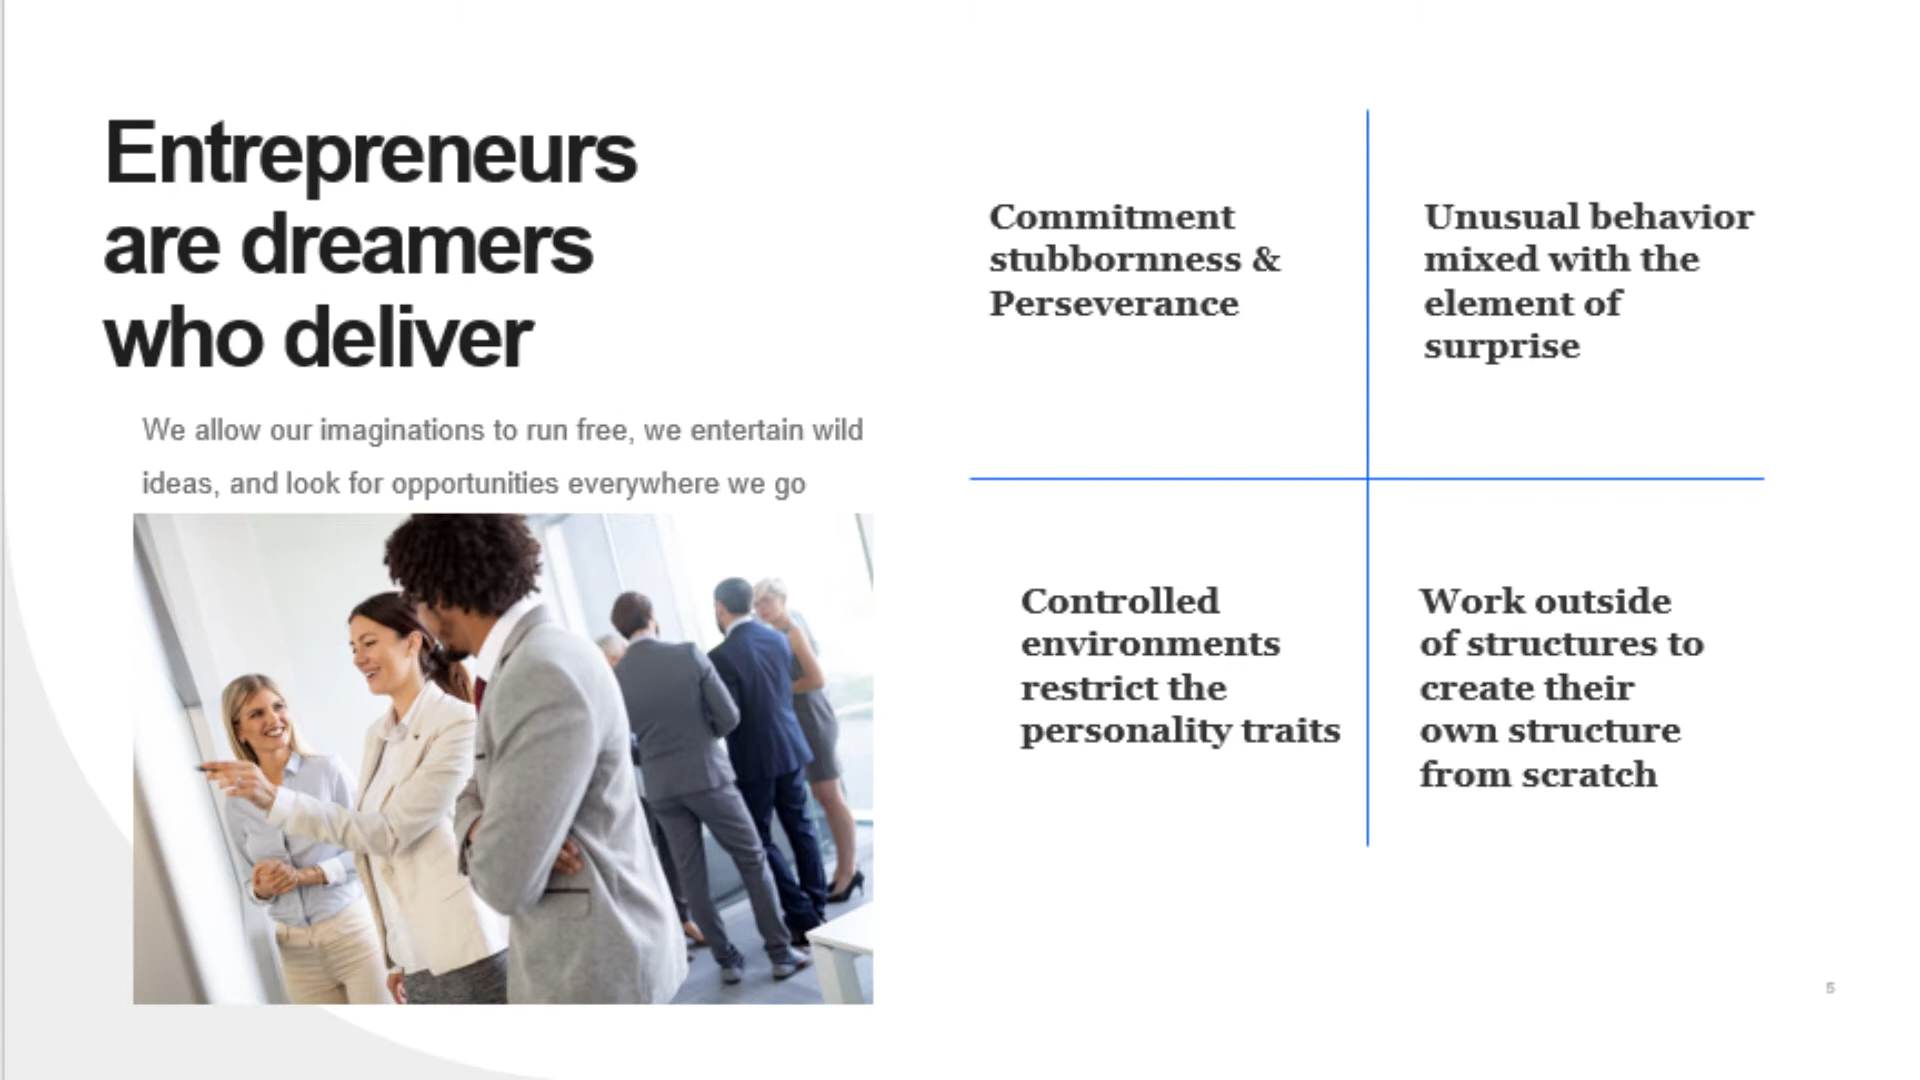 Entrepreneurs
are dreamers
who deliver
We allow our imaginations to run free, we entertain wild
ideas, and look for opportunities everywhere we go
Commitment
stubbornness &
Perseverance
Unusual behavior
mixed with the
element of
surprise
Controlled
environments
restrict the
personality traits
Work outside
of structures to
create their
own structure
from scratch
5